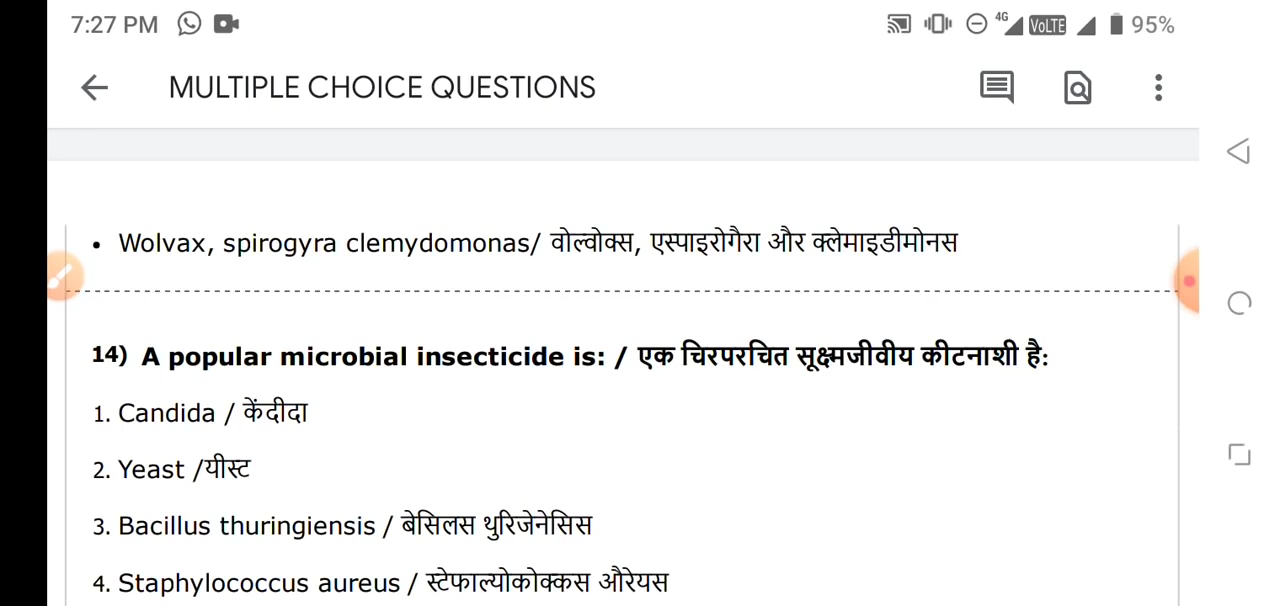 7:27 PM 4G VoLTE 95%
MULTIPLE CHOICE QUESTIONS
• Wolvax, spirogyra clemydomonas/ वोल्वोक्स, एस्पाइरोगैरा और क्लेमाइडीमोनस
14) A popular microbial insecticide is: / एक चिरपरचित सूक्ष्मजीवीय कीटनाशी है:
1. Candida / केंदीदा
2. Yeast /यीस्ट
3. Bacillus thuringiensis / बेसिलस थुरिजेनेसिस
4. Staphylococcus aureus / स्टेफाल्योकोक्कस औरेयस